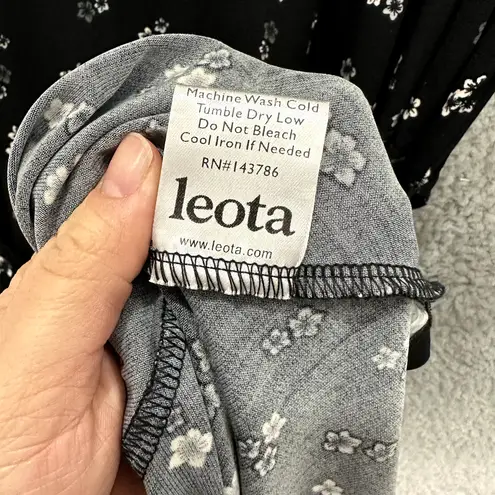 Machine Wash Cold
Tumble Dry Low
Do Not Bleach
Cool Iron If Needed
RN#143786
leota
www.leota.com